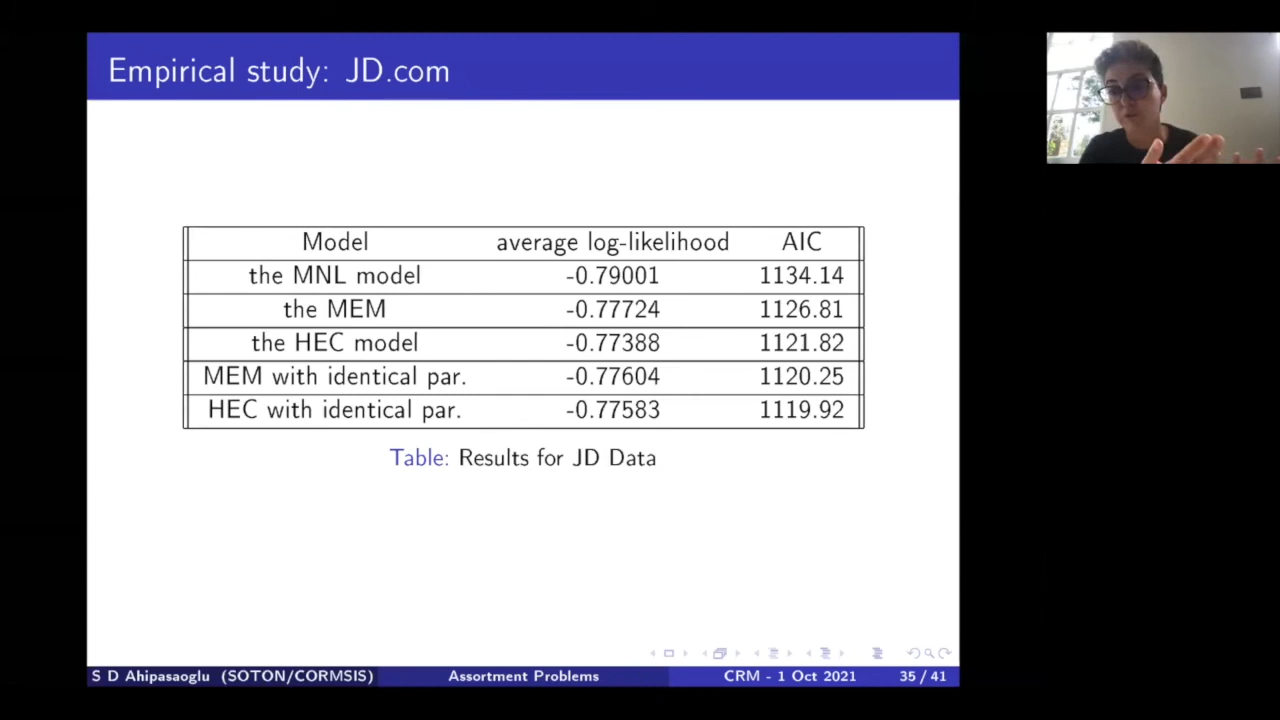 Empirical study: JD.com
Model average log-likelihood AIC
the MNL model -0.79001 1134.14
the MEM -0.77724 1126.81
the HEC model -0.77388 1121.82
MEM with identical par. -0.77604 1120.25
HEC with identical par. -0.77583 1119.92
Table: Results for JD Data
S D Ahipasaoglu (SOTON/CORMSIS) Assortment Problems CRM - 1 Oct 2021 35 / 41